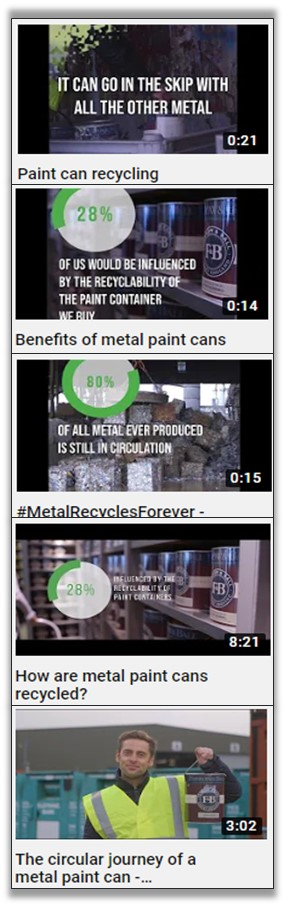 IT CAN GO IN THE SKIP WITH
ALL THE OTHER METAL
0:21
Paint can recycling
28%
OF US WOULD BE INFLUENCED
BY THE RECYCLABILITY OF
THE PAINT CONTAINER
WE BUY
F&B
0:14
Benefits of metal paint cans
80%
OF ALL METAL EVER PRODUCED
IS STILL IN CIRCULATION
0:15
#MetalRecyclesForever -
28%
INFLUENCED BY THE
RECYCLABILITY OF
PAINT CONTAINERS
F&B
8:21
How are metal paint cans
recycled?
F&B
3:02
The circular journey of a
metal paint can -...